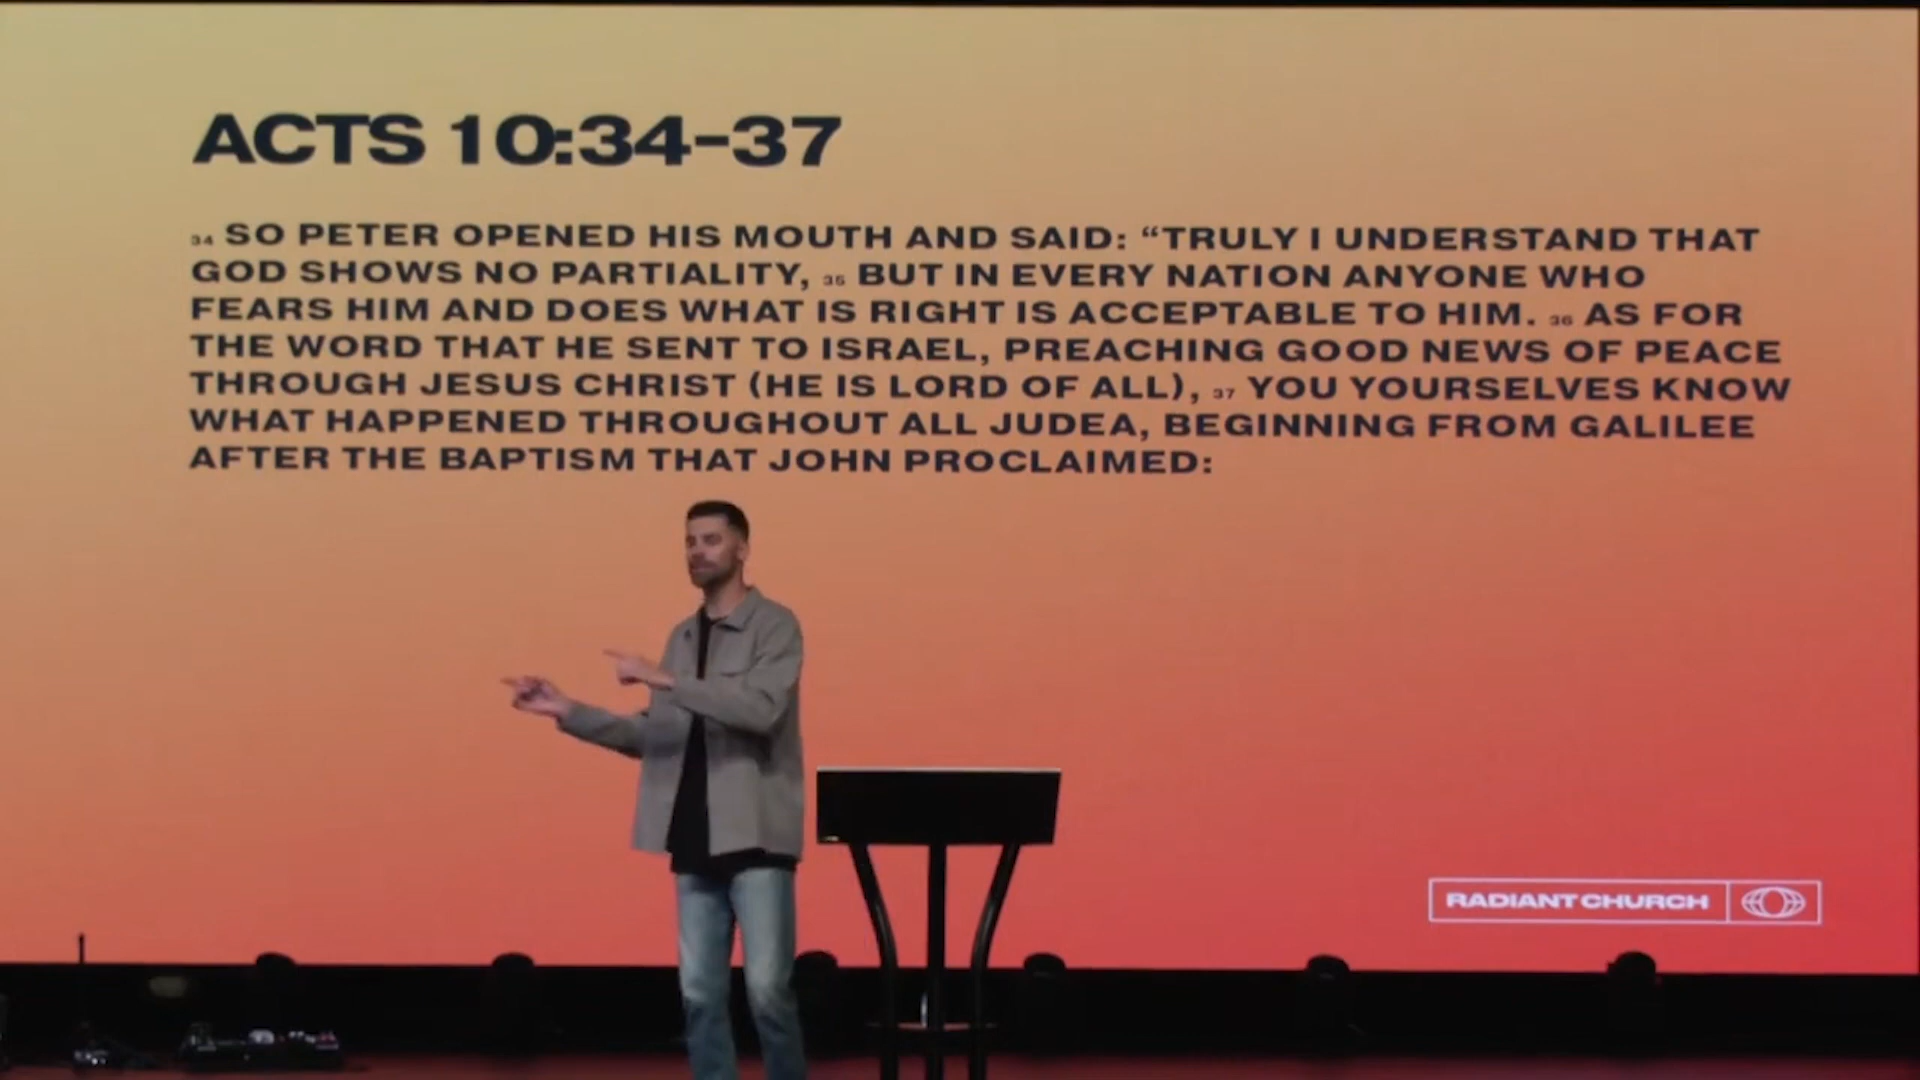 ACTS 10:34-37
34 SO PETER OPENED HIS MOUTH AND SAID: “TRULY I UNDERSTAND THAT
GOD SHOWS NO PARTIALITY, 35 BUT IN EVERY NATION ANYONE WHO
FEARS HIM AND DOES WHAT IS RIGHT IS ACCEPTABLE TO HIM. 36 AS FOR
THE WORD THAT HE SENT TO ISRAEL, PREACHING GOOD NEWS OF PEACE
THROUGH JESUS CHRIST (HE IS LORD OF ALL), 37 YOU YOURSELVES KNOW
WHAT HAPPENED THROUGHOUT ALL JUDEA, BEGINNING FROM GALILEE
AFTER THE BAPTISM THAT JOHN PROCLAIMED:
RADIANT CHURCH